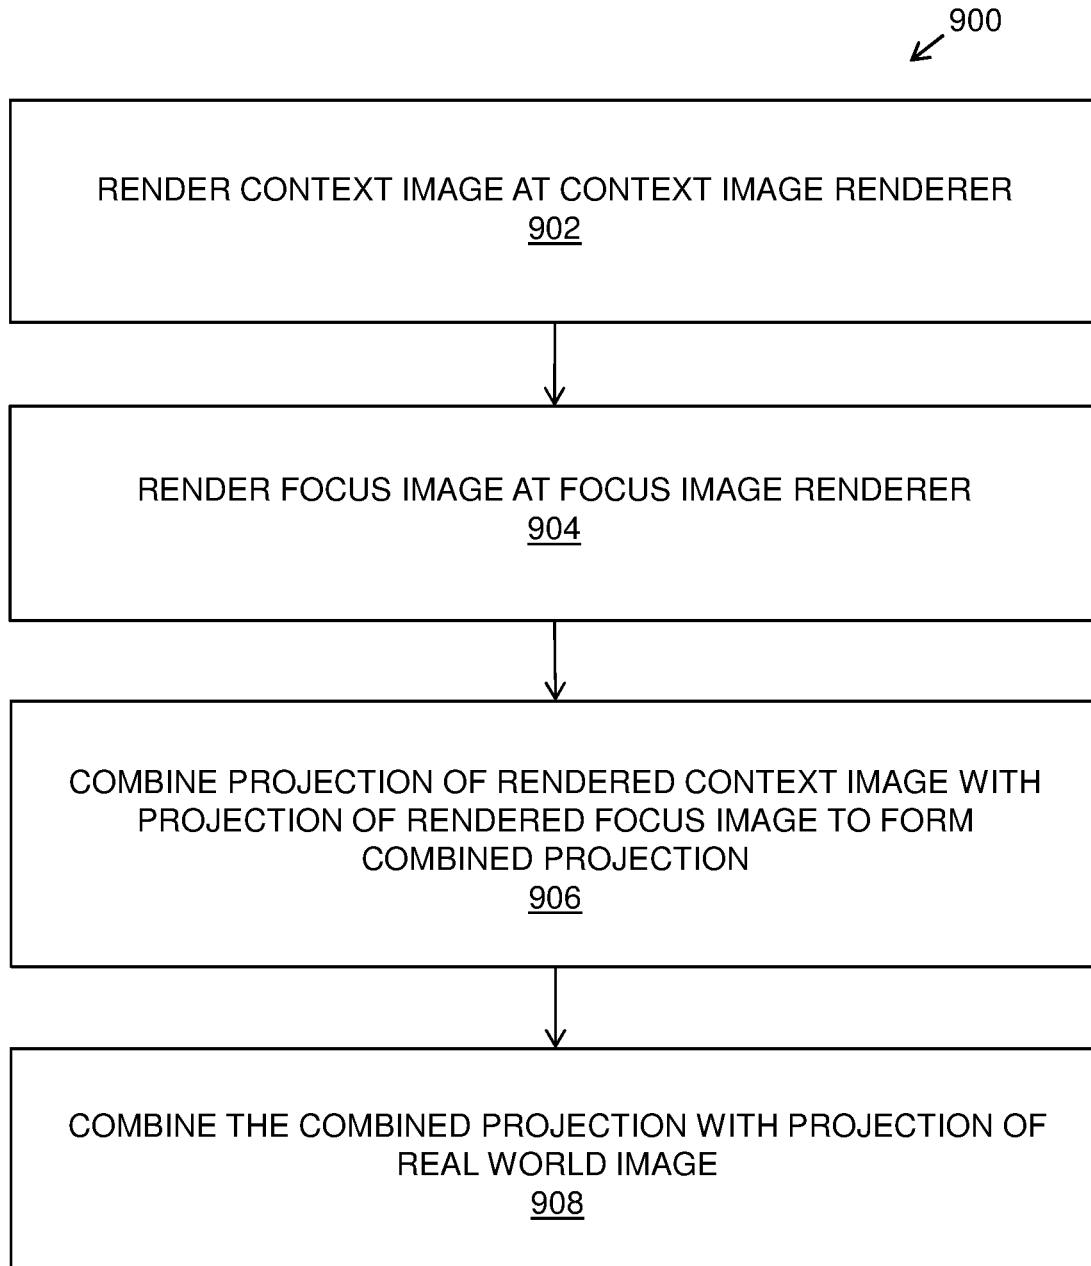 900
RENDER CONTEXT IMAGE AT CONTEXT IMAGE RENDERER
902
RENDER FOCUS IMAGE AT FOCUS IMAGE RENDERER
904
COMBINE PROJECTION OF RENDERED CONTEXT IMAGE WITH
PROJECTION OF RENDERED FOCUS IMAGE TO FORM
COMBINED PROJECTION
906
COMBINE THE COMBINED PROJECTION WITH PROJECTION OF
REAL WORLD IMAGE
908